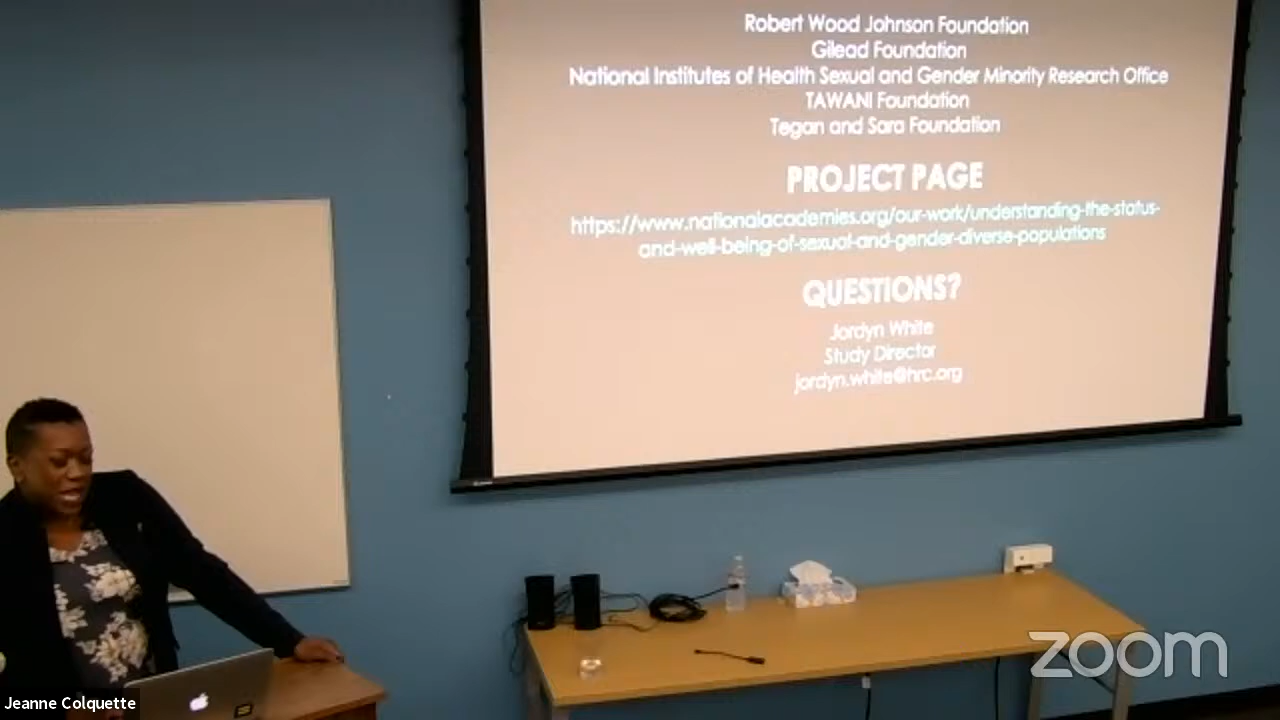 Robert Wood Johnson Foundation
Gilead Foundation
National Institutes of Health Sexual and Gender Minority Research Office
TAWANI Foundation
Tegan and Sara Foundation
PROJECT PAGE
https://www.nationalacademies.org/our-work/understanding-the-status-
and-well-being-of-sexual-and-gender-diverse-populations
QUESTIONS?
Jordyn White
Study Director
jordyn.white@hrc.org
zoom
Jeanne Colquette